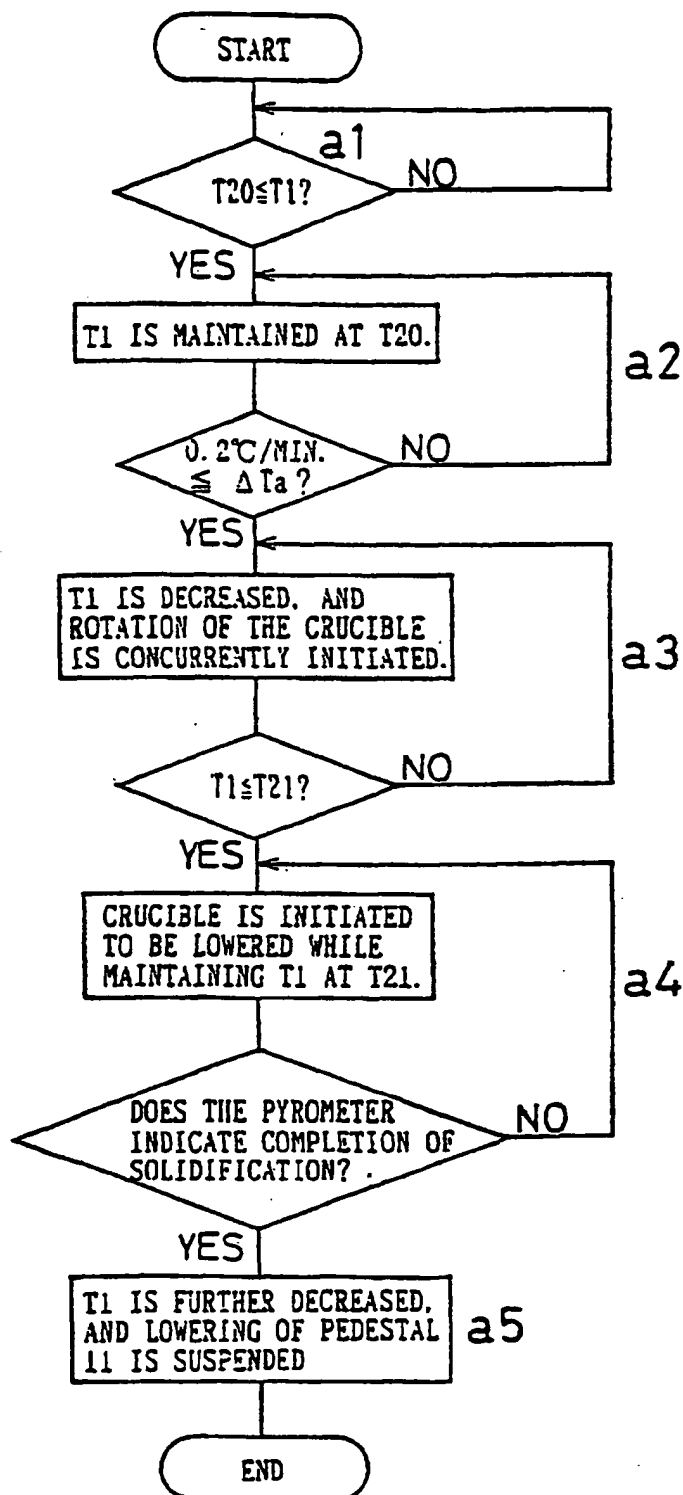 START
a1
T20≦T1?
NO
YES
T1 IS MAINTAINED AT T20.
a2
0.2℃/MIN.
≦ ΔTa?
NO
YES
T1 IS DECREASED, AND
ROTATION OF THE CRUCIBLE
IS CONCURRENTLY INITIATED.
a3
T1≦T21?
NO
YES
CRUCIBLE IS INITIATED
TO BE LOWERED WHILE
MAINTAINING T1 AT T21.
a4
DOES THE PYROMETER
INDICATE COMPLETION OF
SOLIDIFICATION?
NO
YES
T1 IS FURTHER DECREASED,
AND LOWERING OF PEDESTAL
11 IS SUSPENDED
a5
END